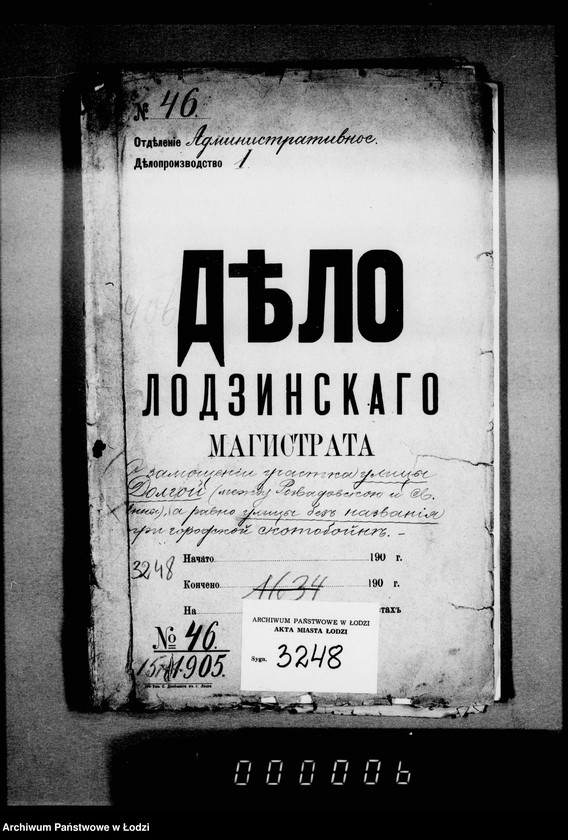 № 46.
Отдѣленіе Административное.
Дѣлопроизводство 1
ДѢЛО
ЛОДЗИНСКАГО
МАГИСТРАТА
О замощеніи участка улицы
Долгой (между и
а равно улицы безъ названія
при городской скотобойнѣ. –
3248
Начато 190 г.
Кончено 190 г.
На
ARCHIWUM PAŃSTWOWE W ŁODZI
AKTA MIASTA ŁODZI
Sygn. 3248
№ 46.
1905.
000006
Archiwum Państwowe w Łodzi